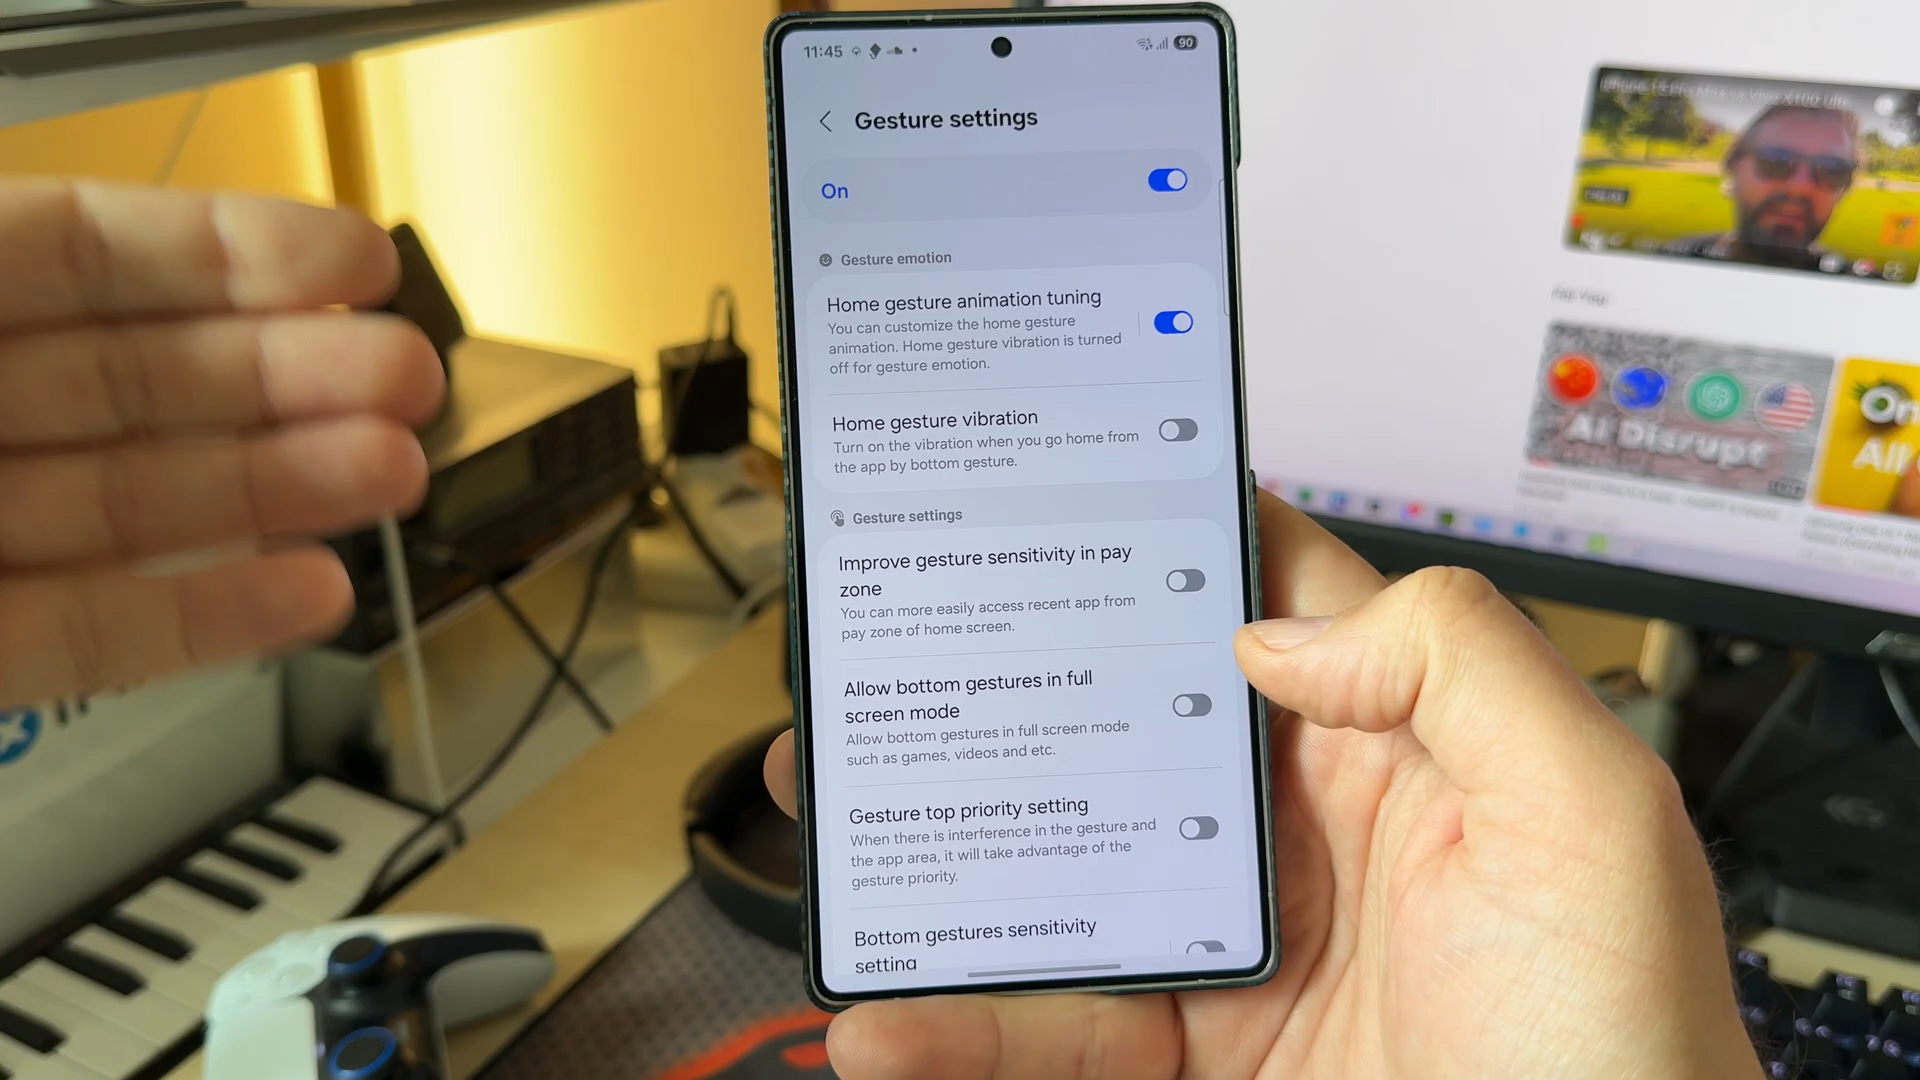 11:45
90
Gesture settings
On
Gesture emotion
Home gesture animation tuning
You can customize the home gesture
animation. Home gesture vibration is turned
off for gesture emotion.
Home gesture vibration
Turn on the vibration when you go home from
the app by bottom gesture.
Gesture settings
Improve gesture sensitivity in pay
zone
You can more easily access recent app from
pay zone of home screen.
Allow bottom gestures in full
screen mode
Allow bottom gestures in full screen mode
such as games, videos and etc.
Gesture top priority setting
When there is interference in the gesture and
the app area, it will take advantage of the
gesture priority.
Bottom gestures sensitivity
setting
For You
AI Disrupt
On
All